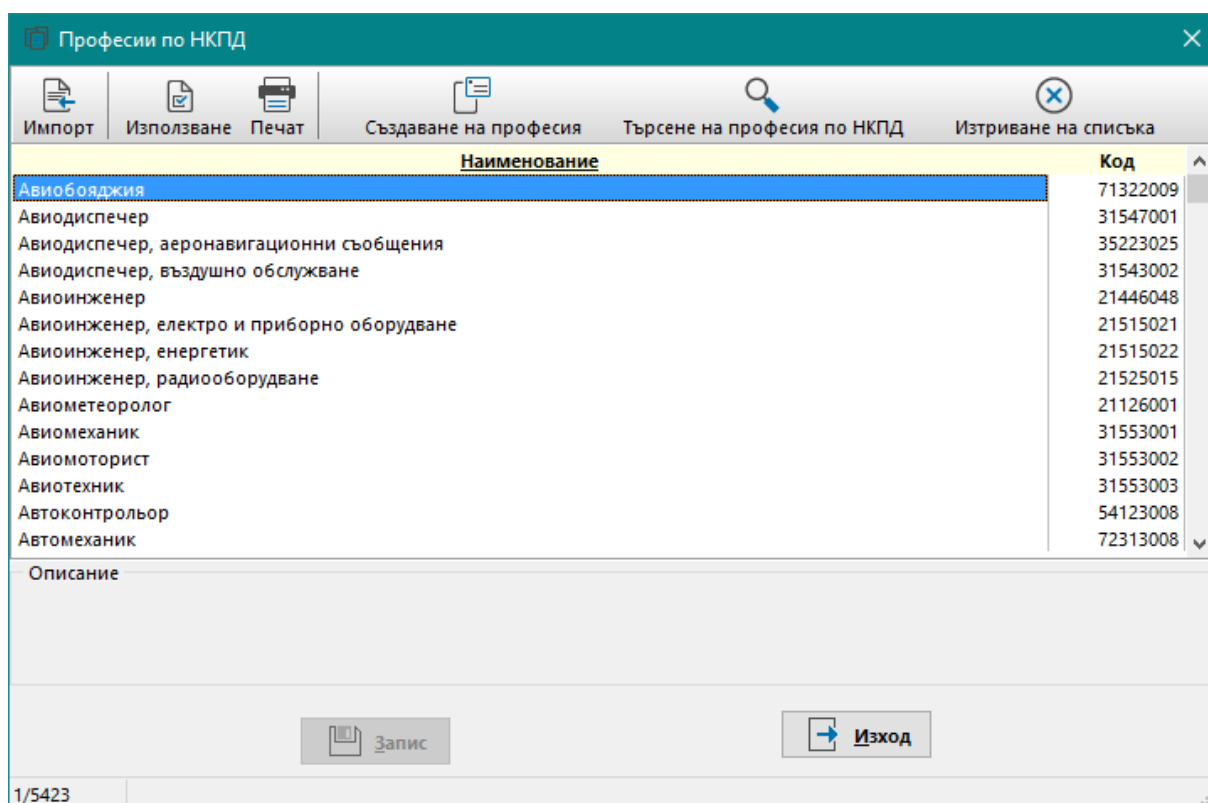 Професии по НКПД
Импорт Използване Печат Създаване на професия Търсене на професия по НКПД Изтриване на списъка
Наименование Код
Авиобояджия 71322009
Авиодиспечер 31547001
Авиодиспечер, аеронавигационни съобщения 35223025
Авиодиспечер, въздушно обслужване 31543002
Авиоинженер 21446048
Авиоинженер, електро и приборно оборудване 21515021
Авиоинженер, енергетик 21515022
Авиоинженер, радиооборудване 21525015
Авиометеоролог 21126001
Авиомеханик 31553001
Авиомоторист 31553002
Авиотехник 31553003
Автоконтрольор 54123008
Автомеханик 72313008
Описание
Запис Изход
1/5423